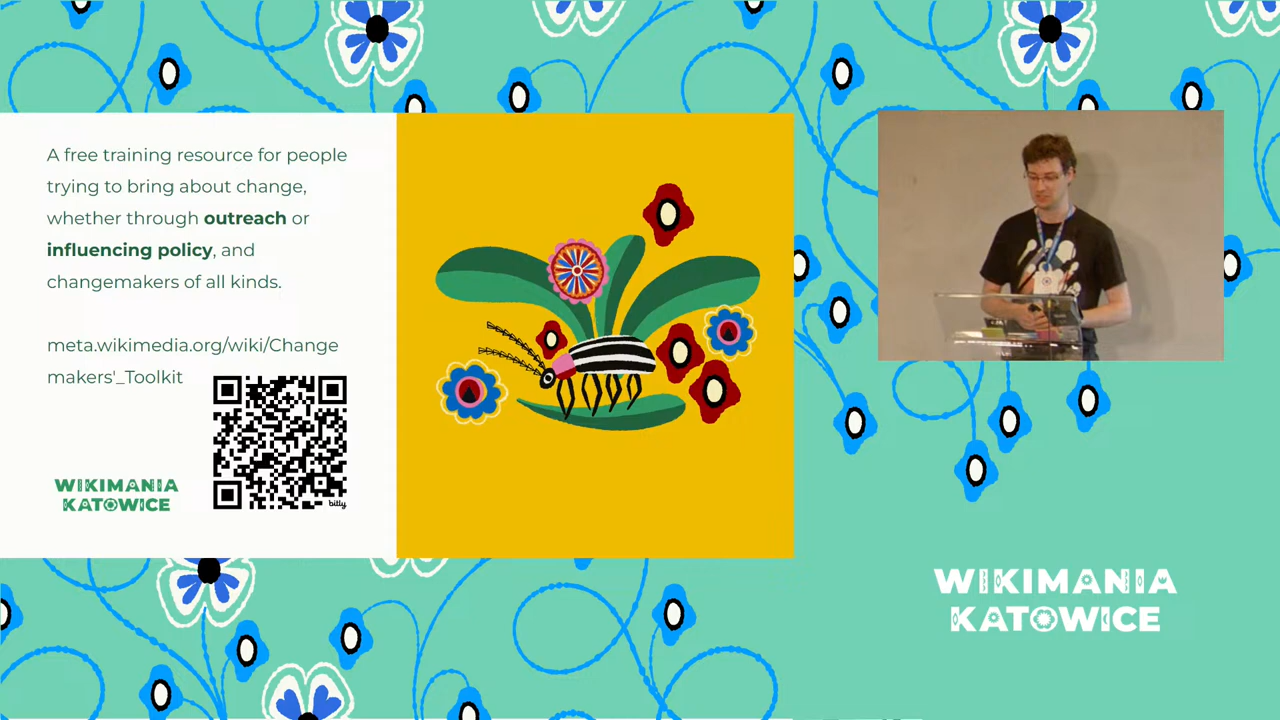 A free training resource for people
trying to bring about change,
whether through outreach or
influencing policy, and
changemakers of all kinds.
meta.wikimedia.org/wiki/Change
makers'_Toolkit
bitly
WIKIMANIA
KATOWICE
WIKIMANIA
KATOWICE